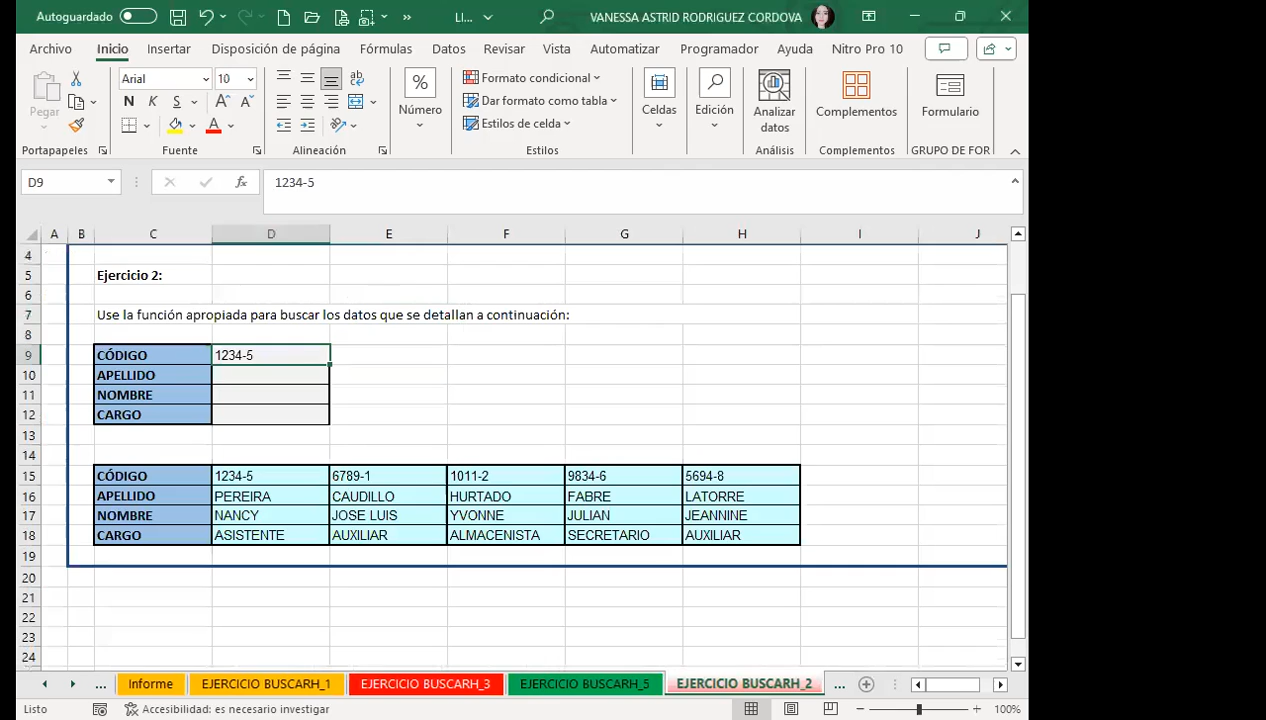 Autoguardado
LI...
VANESSA ASTRID RODRIGUEZ CORDOVA
Archivo Inicio Insertar Disposición de página Fórmulas Datos Revisar Vista Automatizar Programador Ayuda Nitro Pro 10
Pegar
Arial 10
N K S A A
A
%
Número
Formato condicional
Dar formato como tabla
Estilos de celda
Celdas
Edición
Analizar
datos
Complementos
Formulario
Portapapeles Fuente Alineación Estilos Análisis Complementos GRUPO DE FOR
D9 fx 1234-5
A B C D E F G H I J
4
5 Ejercicio 2:
6
7 Use la función apropiada para buscar los datos que se detallan a continuación:
8
9 CÓDIGO 1234-5
10 APELLIDO
11 NOMBRE
12 CARGO
13
14
15 CÓDIGO 1234-5 6789-1 1011-2 9834-6 5694-8
16 APELLIDO PEREIRA CAUDILLO HURTADO FABRE LATORRE
17 NOMBRE NANCY JOSE LUIS YVONNE JULIAN JEANNINE
18 CARGO ASISTENTE AUXILIAR ALMACENISTA SECRETARIO AUXILIAR
19
20
21
22
23
24
... Informe EJERCICIO BUSCARH_1 EJERCICIO BUSCARH_3 EJERCICIO BUSCARH_5 EJERCICIO BUSCARH_2 ...
Listo Accesibilidad: es necesario investigar 100%